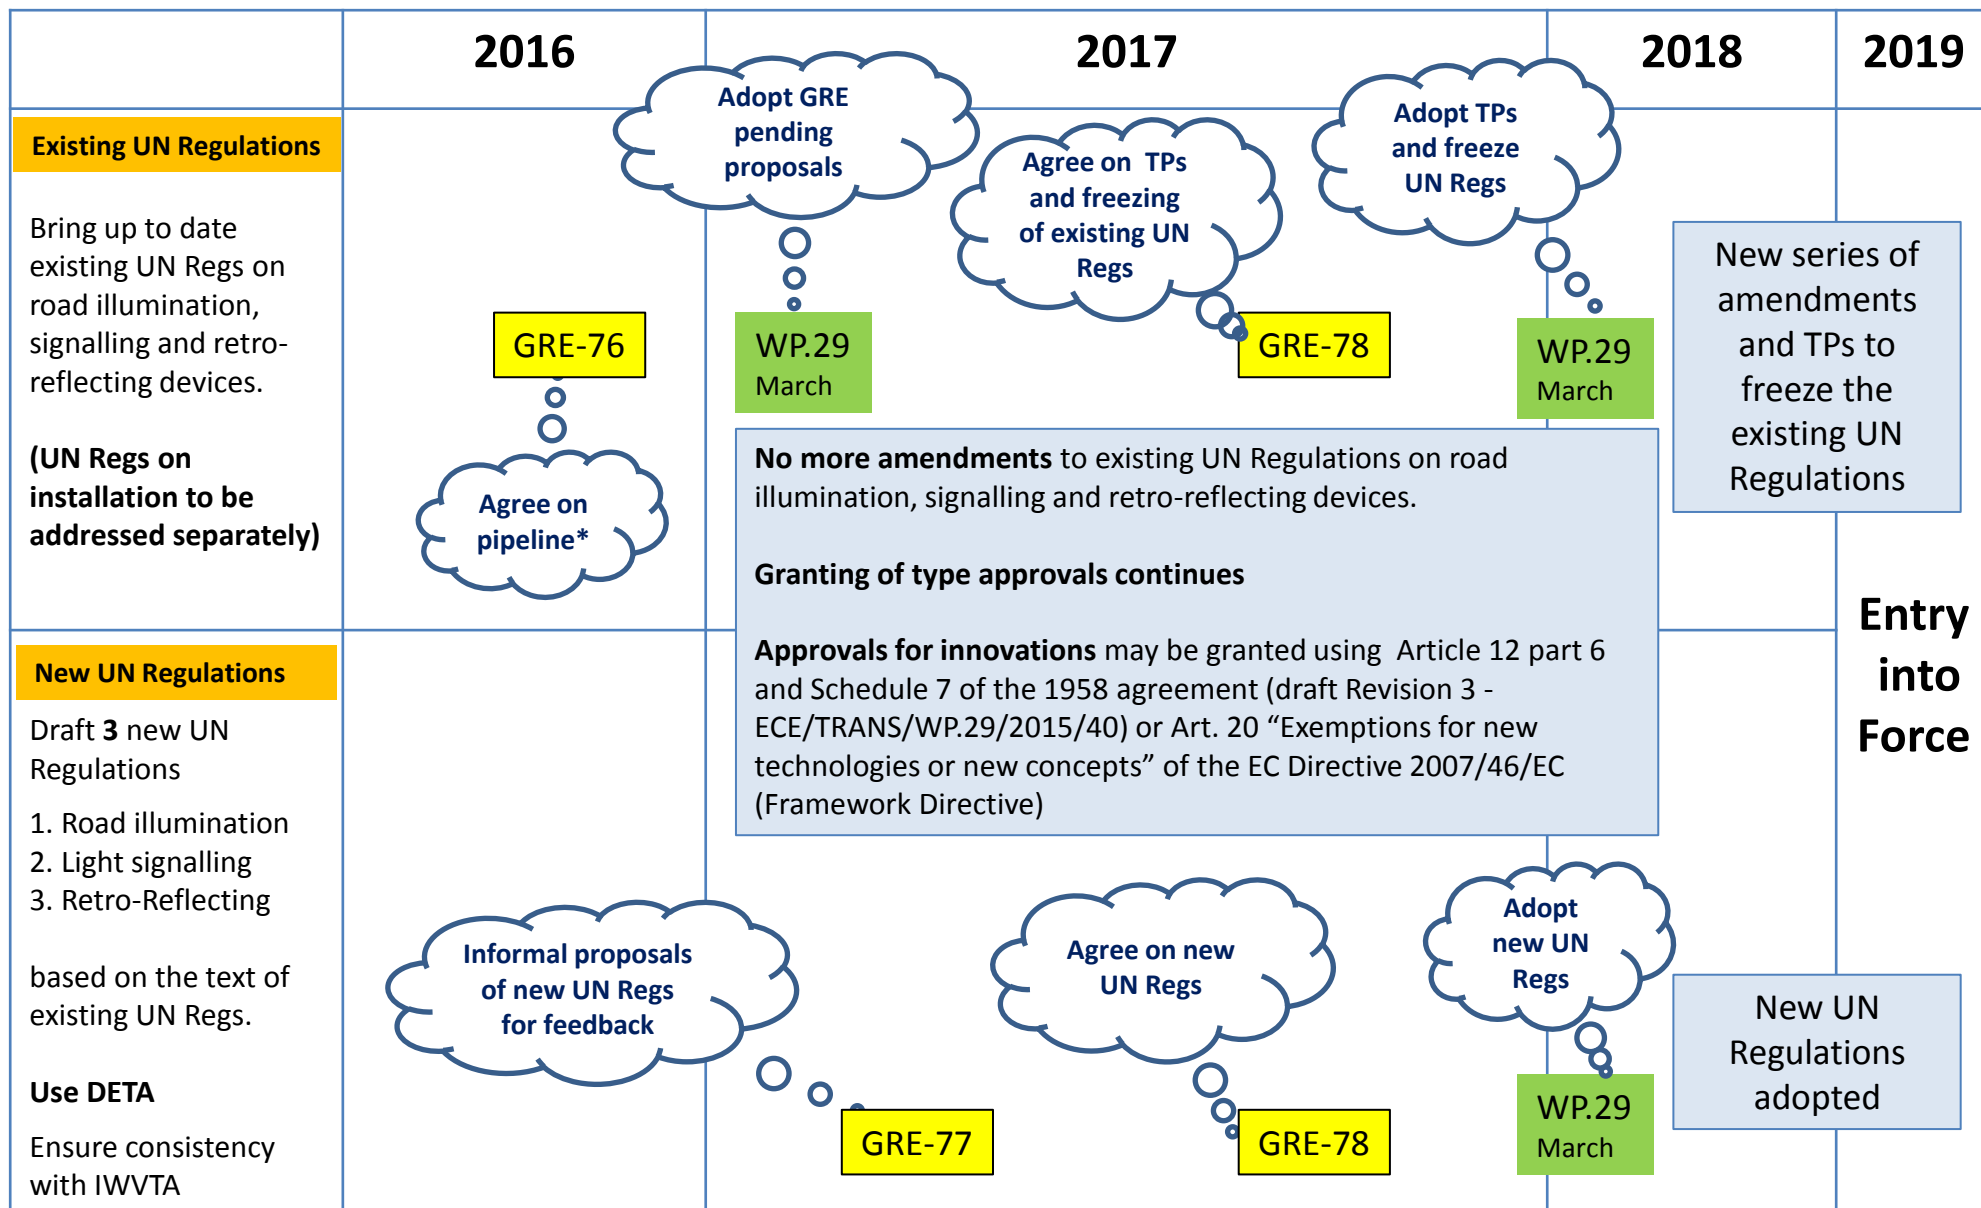 2016
2017
2018
2019
Existing UN Regulations
Bring up to date
existing UN Regs on
road illumination,
signalling and retro-
reflecting devices.
(UN Regs on
installation to be
addressed separately)
Adopt GRE
pending
proposals
Agree on  TPs
and freezing
of existing UN
Regs
Adopt TPs
and freeze
UN Regs
GRE-76
WP.29
March
GRE-78
WP.29
March
Agree on
pipeline*
New series of
amendments
and TPs to
freeze the
existing UN
Regulations
No more amendments to existing UN Regulations on road
illumination, signalling and retro-reflecting devices.
Granting of type approvals continues
Approvals for innovations may be granted using  Article 12 part 6
and Schedule 7 of the 1958 agreement (draft Revision 3 -
ECE/TRANS/WP.29/2015/40) or Art. 20 “Exemptions for new
technologies or new concepts” of the EC Directive 2007/46/EC
(Framework Directive)
Entry
into
Force
New UN Regulations
Draft 3 new UN
Regulations
1. Road illumination
2. Light signalling
3. Retro-Reflecting
based on the text of
existing UN Regs.
Use DETA
Ensure consistency
with IWVTA
Informal proposals
of new UN Regs
for feedback
Agree on new
UN Regs
Adopt
new UN
Regs
GRE-77
GRE-78
WP.29
March
New UN
Regulations
adopted